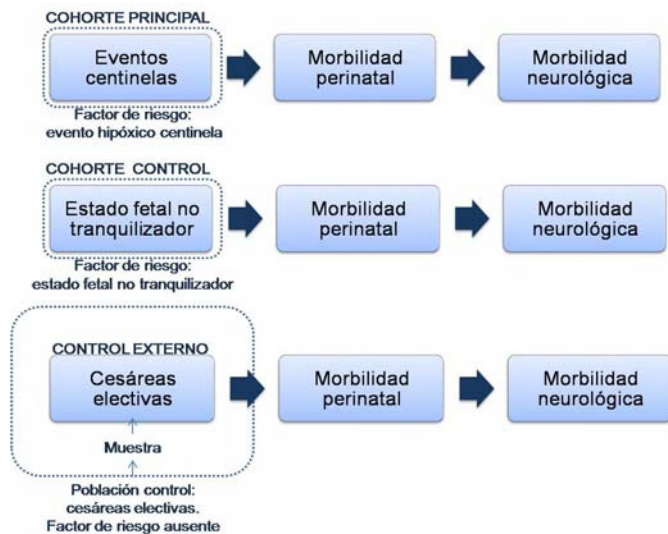 COHORTE PRINCIPAL
Eventos
centinelas
Morbilidad
perinatal
Morbilidad
neurológica
Factor de riesgo:
evento hipóxico centinela
COHORTE CONTROL
Estado fetal no
tranquilizador
Morbilidad
perinatal
Morbilidad
neurológica
Factor de riesgo:
estado fetal no tranquilizador
CONTROL EXTERNO
Cesáreas
electivas
Morbilidad
perinatal
Morbilidad
neurológica
Muestra
Población control:
cesáreas electivas.
Factor de riesgo ausente